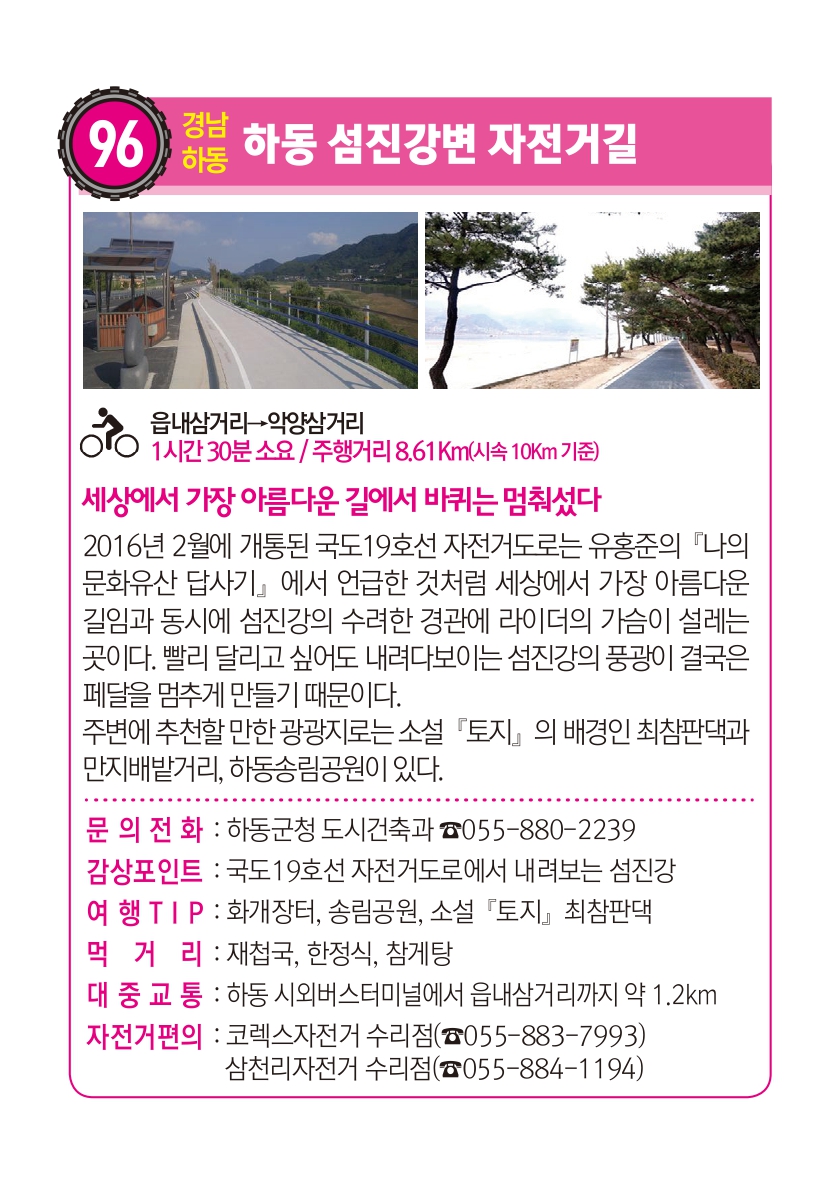 96
경남
하동
하동 섬진강변 자전거길
읍내삼거리→악양삼거리
1시간 30분 소요 / 주행거리 8.61Km(시속 10Km 기준)
세상에서 가장 아름다운 길에서 바퀴는 멈춰섰다
2016년 2월에 개통된 국도19호선 자전거도로는 유홍준의 『나의
문화유산 답사기』에서 언급한 것처럼 세상에서 가장 아름다운
길임과 동시에 섬진강의 수려한 경관에 라이더의 가슴이 설레는
곳이다. 빨리 달리고 싶어도 내려다보이는 섬진강의 풍광이 결국은
페달을 멈추게 만들기 때문이다.
주변에 추천할 만한 광광지로는 소설 『토지』의 배경인 최참판댁과
만지배밭거리, 하동송림공원이 있다.
문 의 전 화 : 하동군청 도시건축과 ☎055-880-2239
감상포인트 : 국도19호선 자전거도로에서 내려보는 섬진강
여 행 T I P : 화개장터, 송림공원, 소설 『토지』 최참판댁
먹 거 리 : 재첩국, 한정식, 참게탕
대 중 교 통 : 하동 시외버스터미널에서 읍내삼거리까지 약 1.2km
자전거편의 : 코렉스자전거 수리점(☎055-883-7993)
삼천리자전거 수리점(☎055-884-1194)